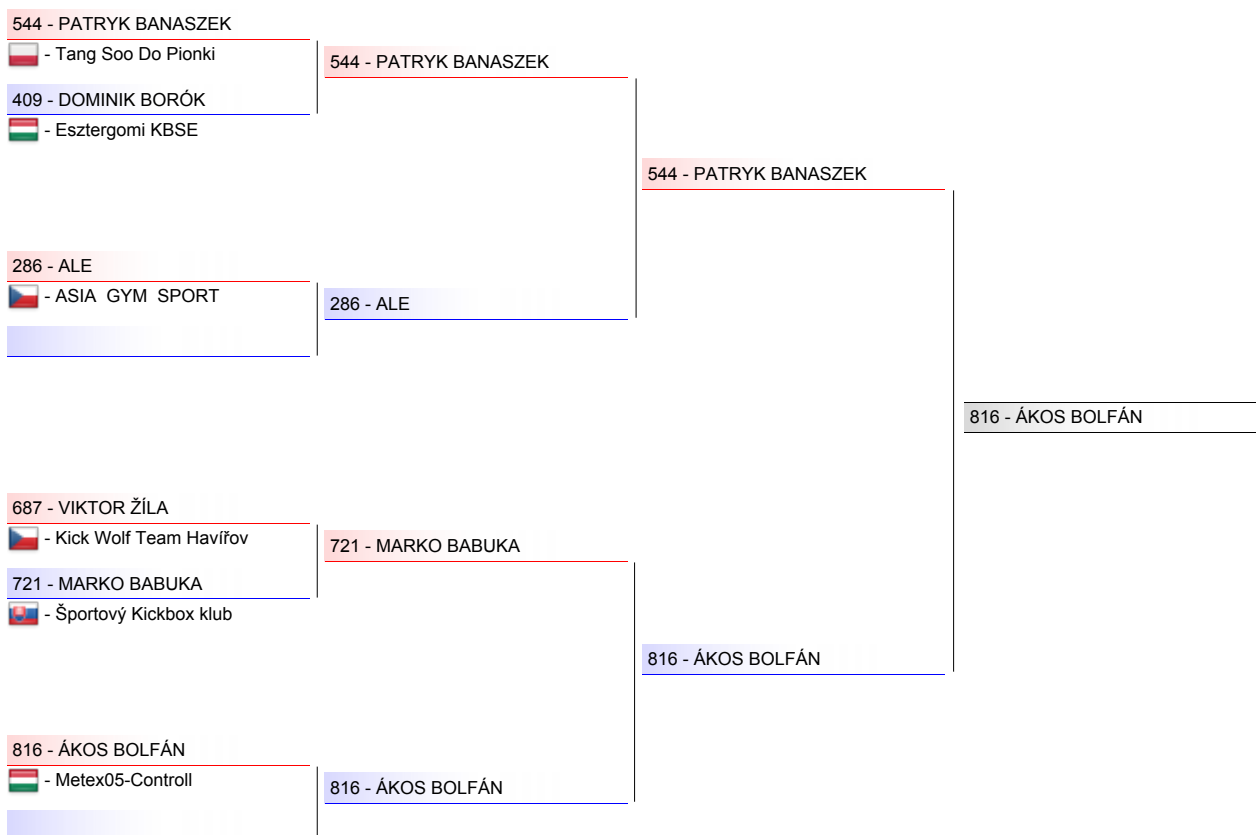 544 - PATRYK BANASZEK
- Tang Soo Do Pionki
409 - DOMINIK BORÓK
- Esztergomi KBSE
286 - ALE
- ASIA  GYM  SPORT
687 - VIKTOR ŽÍLA
- Kick Wolf Team Havířov
721 - MARKO BABUKA
- Športový Kickbox klub
816 - ÁKOS BOLFÁN
- Metex05-Controll
544 - PATRYK BANASZEK
286 - ALE
721 - MARKO BABUKA
816 - ÁKOS BOLFÁN
544 - PATRYK BANASZEK
816 - ÁKOS BOLFÁN
816 - ÁKOS BOLFÁN